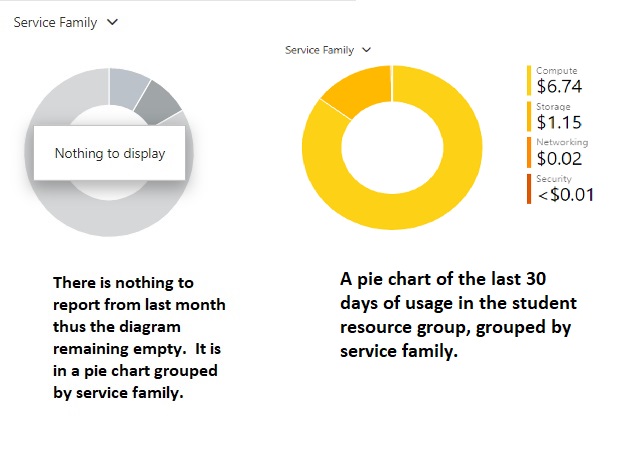 Service Family
Nothing to display
There is nothing to
report from last month
thus the diagram
remaining empty.  It is
in a pie chart grouped
by service family.
Service Family
Compute
$6.74
Storage
$1.15
Networking
$0.02
Security
<$0.01
A pie chart of the last 30
days of usage in the student
resource group, grouped by
service family.